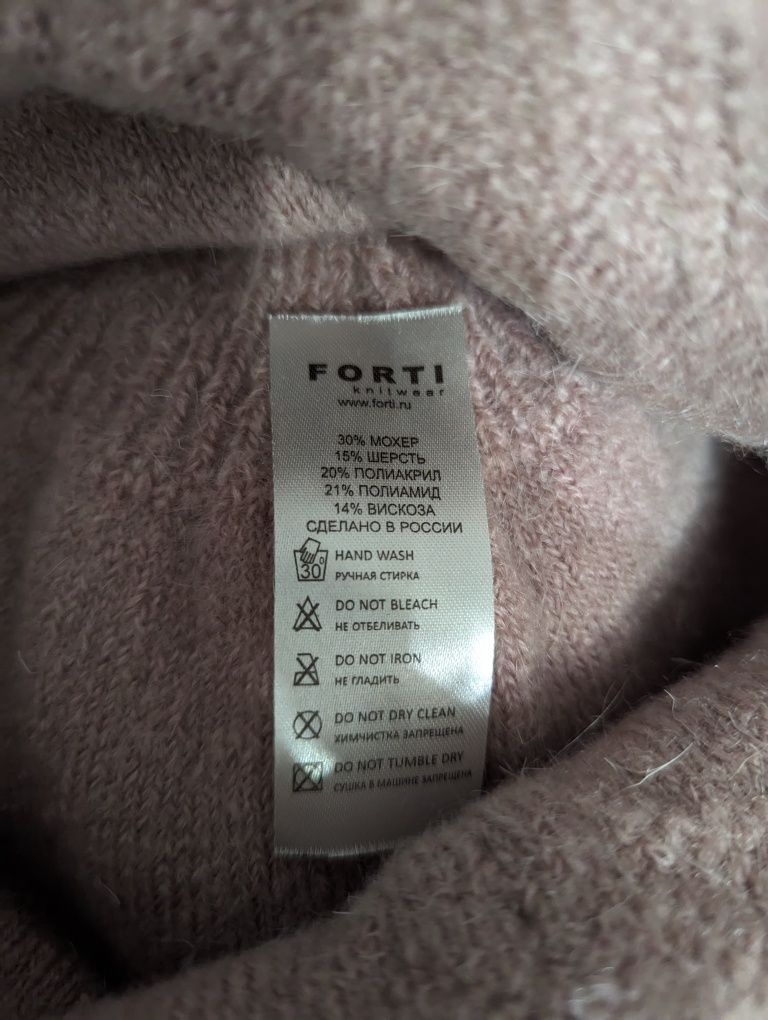 FORTI
knitwear
www.forti.ru
30% МОХЕР
15% ШЕРСТЬ
20% ПОЛИАКРИЛ
21% ПОЛИАМИД
14% ВИСКОЗА
СДЕЛАНО В РОССИИ
30° HAND WASH
РУЧНАЯ СТИРКА
DO NOT BLEACH
НЕ ОТБЕЛИВАТЬ
DO NOT IRON
НЕ ГЛАДИТЬ
DO NOT DRY CLEAN
ХИМЧИСТКА ЗАПРЕЩЕНА
DO NOT TUMBLE DRY
СУШКА В МАШИНЕ ЗАПРЕЩЕНА